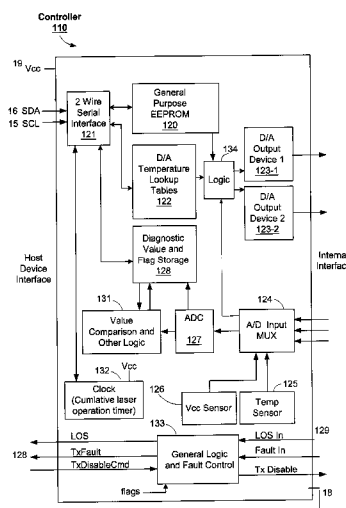 Controller
110
19 Vcc
16 SDA
15 SCL
2 Wire
Serial
Interface
121
General
Purpose
EEPROM
120
134
D/A
Output
Device 1
123-1
D/A
Temperature
Lookup
Tables
122
Logic
D/A
Output
Device 2
123-2
Diagnostic
Value and
Flag Storage
128
Host
Device
Interface
Interna
Interfac
131
124
Value
Comparison and
Other Logic
ADC
127
A/D Input
MUX
132
Vcc
126
125
Clock
(Cumlative laser
operation timer)
Vcc Sensor
Temp
Sensor
133
LOS
LOS In
129
128
TxFault
General Logic
and Fault Control
Fault In
TxDisableCmd
Tx Disable
flags
18